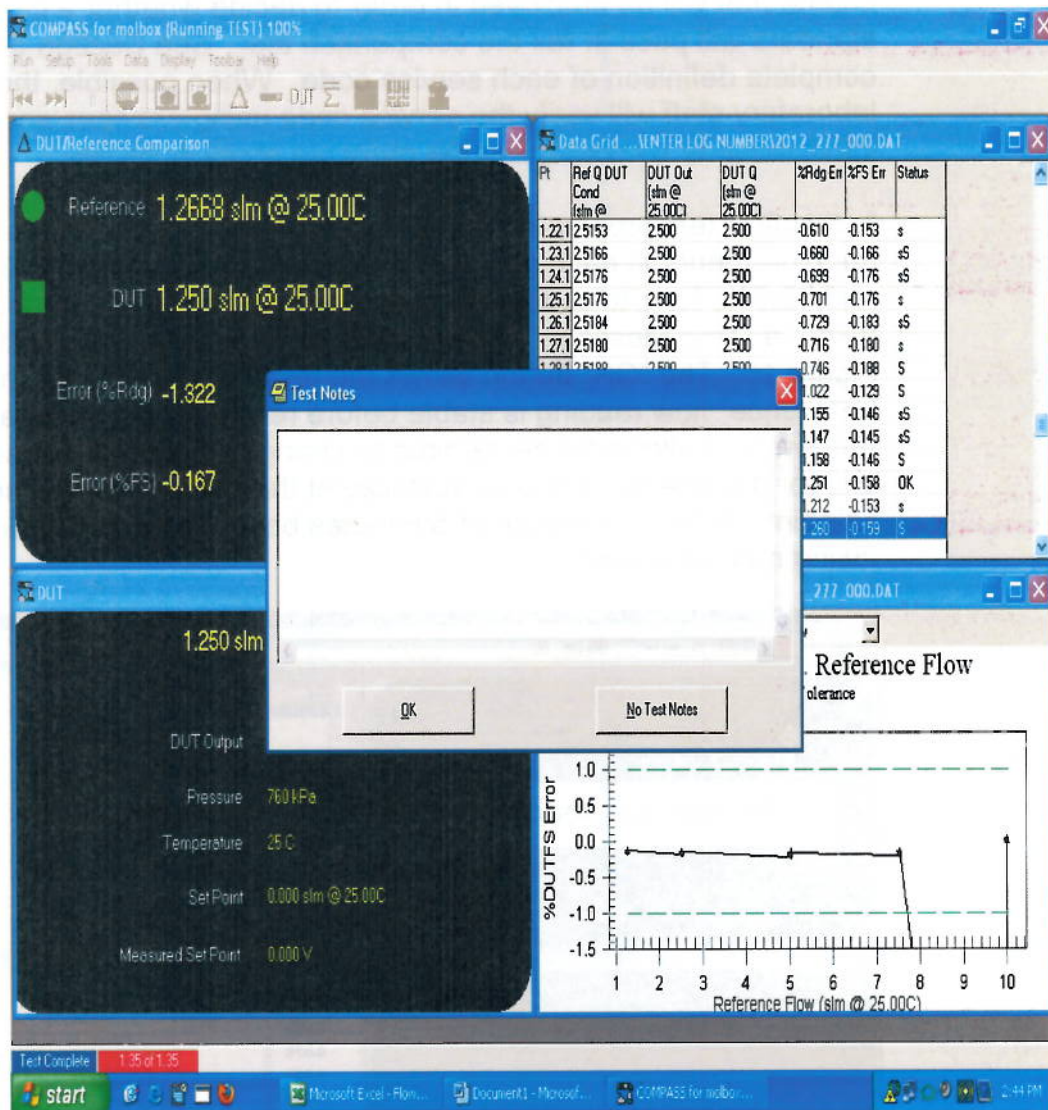 COMPASS for molbox (Running TEST) 100%
Run Setup Tools Data Display Toolbar Help
DUT
DUT/Reference Comparison
Reference 1.2668 slm @ 25.00C
DUT 1.250 slm @ 25.00C
Error (%Rdg) -1.322
Error (%FS) -0.167
Data Grid ...\ENTER LOG NUMBER\2012_277_000.DAT
Pt Ref Q DUT Cond (slm @ DUT Out (slm @ 25.00C) DUT Q (slm @ 25.00C) %Rdg Err %FS Err Status
1.22.1 2.5153 2.500 2.500 -0.610 -0.153 s
1.23.1 2.5166 2.500 2.500 -0.660 -0.166 sS
1.24.1 2.5176 2.500 2.500 -0.699 -0.176 sS
1.25.1 2.5176 2.500 2.500 -0.701 -0.176 s
1.26.1 2.5184 2.500 2.500 -0.729 -0.183 sS
1.27.1 2.5180 2.500 2.500 -0.716 -0.180 s
-0.746 -0.188 S
1.022 -0.129 S
1.155 -0.146 sS
1.147 -0.145 sS
1.158 -0.146 S
1.251 -0.158 OK
1.212 -0.153 s
1.260 -0.159 S
Test Notes
OK
No Test Notes
DUT
1.250 slm
DUT Output
Pressure 760 kPa
Temperature 25 C
Set Point 0.000 slm @ 25.00C
Measured Set Point 0.000 V
_277_000.DAT
Reference Flow
olerance
%DUTFS Error
1.0
0.5
0.0
-0.5
-1.0
-1.5
1 2 3 4 5 6 7 8 9 10
Reference Flow (slm @ 25.00C)
Test Complete 1.35 of 1.35
start
Microsoft Excel - Flow...
Document1 - Microsof...
COMPASS for molbox...
2:44 PM